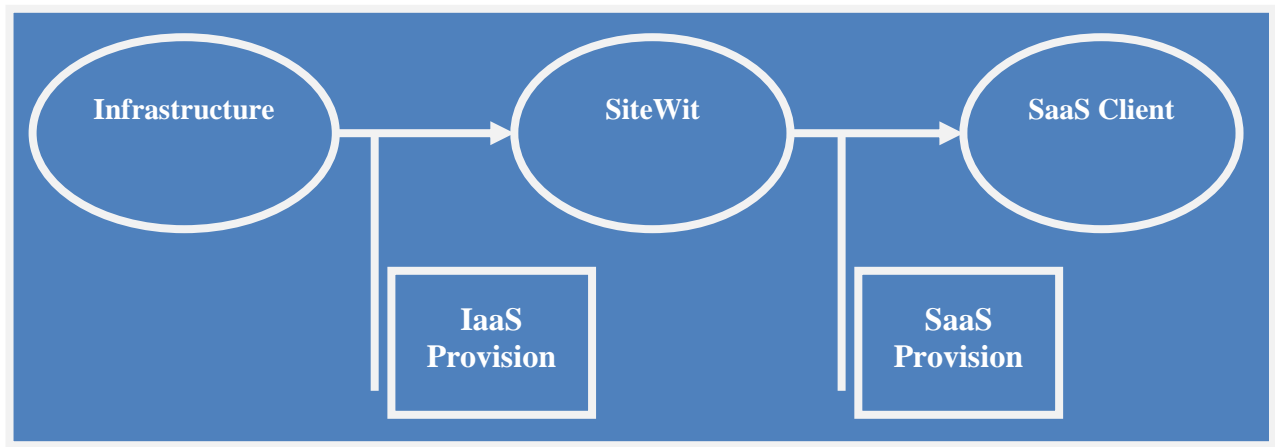 Infrastructure
SiteWit
SaaS Client
IaaS
Provision
SaaS
Provision